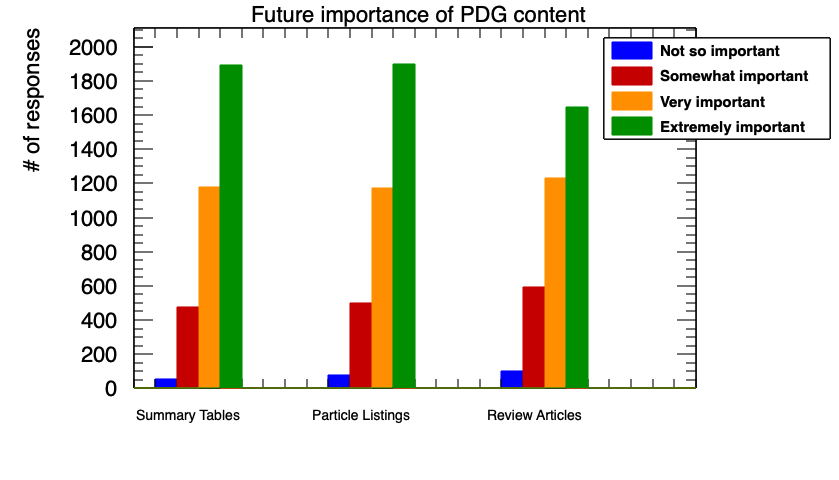 Future importance of PDG content
# of responses
2000
1800
1600
1400
1200
1000
800
600
400
200
0
Not so important
Somewhat important
Very important
Extremely important
Summary Tables Particle Listings Review Articles